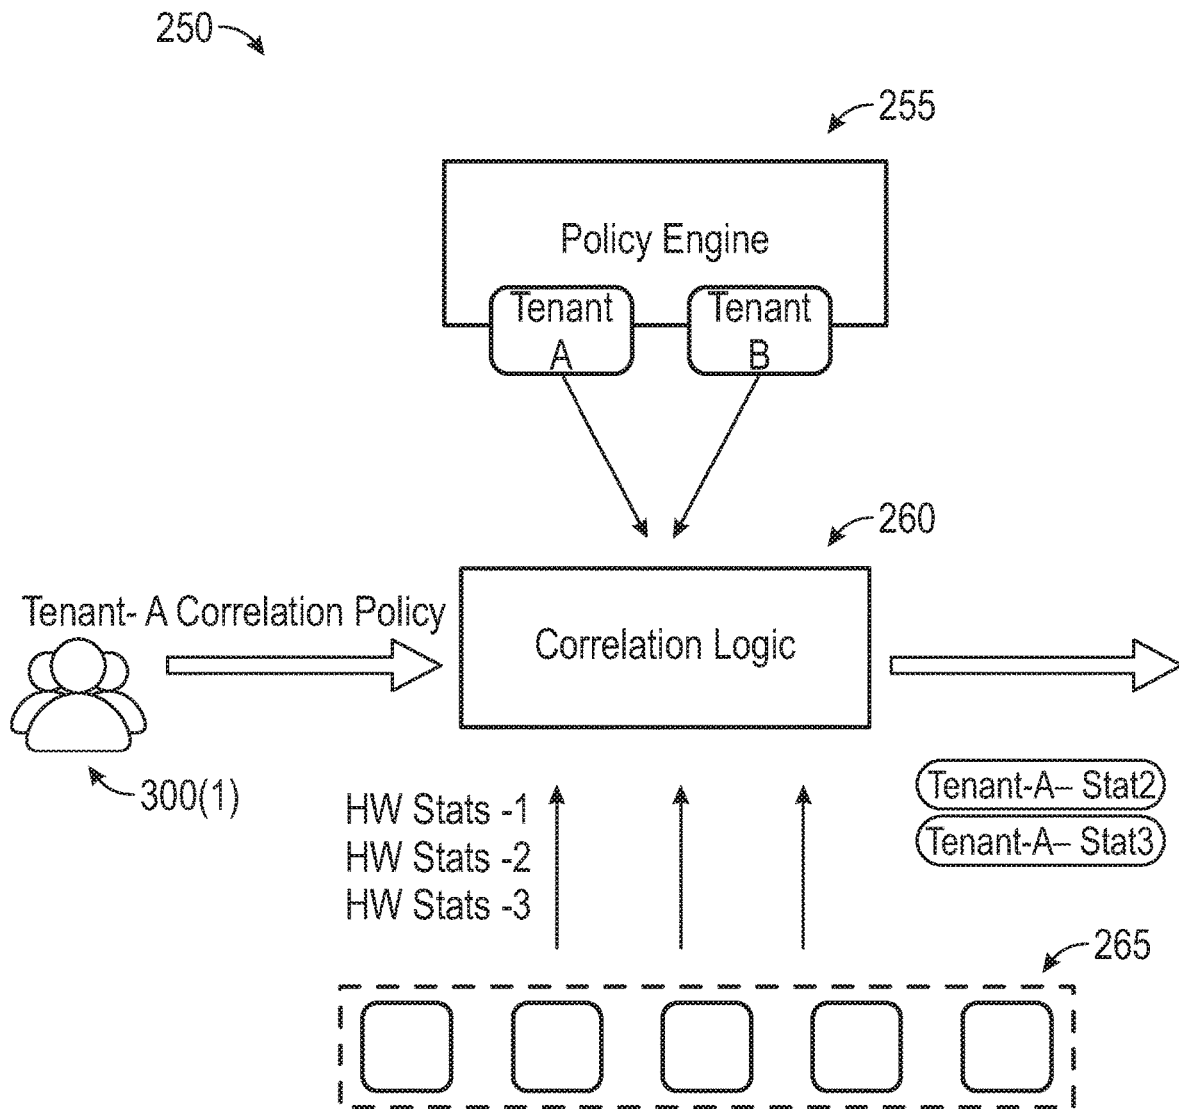 250
255
Policy Engine
Tenant
A
Tenant
B
260
Tenant- A Correlation Policy
Correlation Logic
300(1)
HW Stats -1
HW Stats -2
HW Stats -3
Tenant-A– Stat2
Tenant-A– Stat3
265